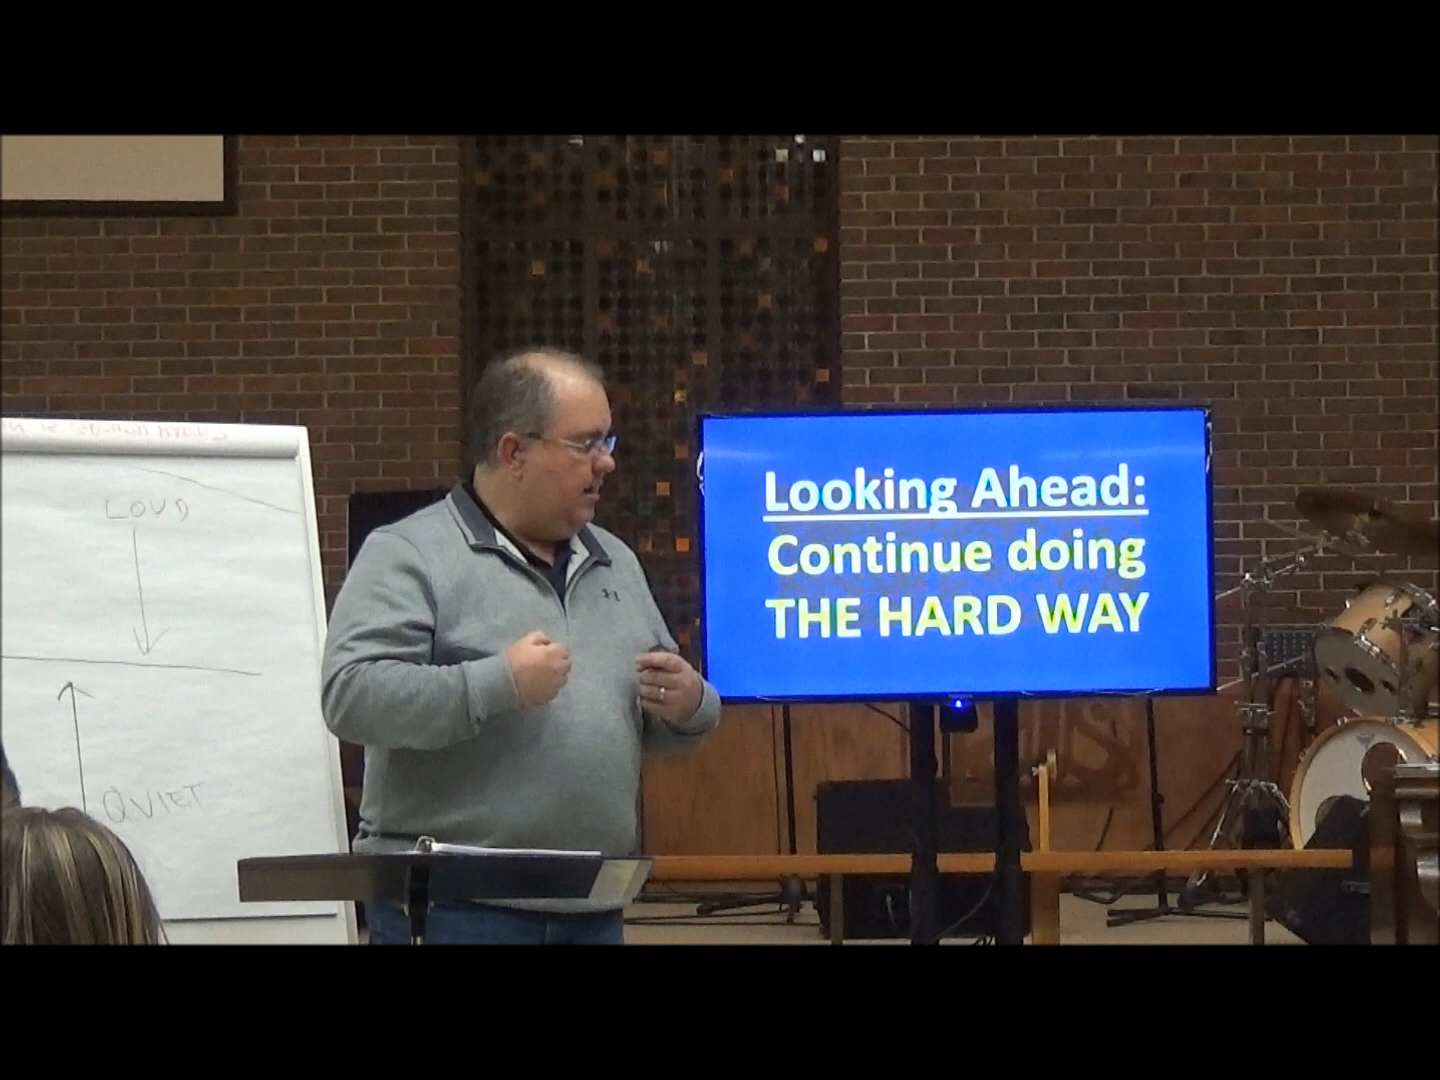 LOUD
QUIET
Looking Ahead:
Continue doing
THE HARD WAY